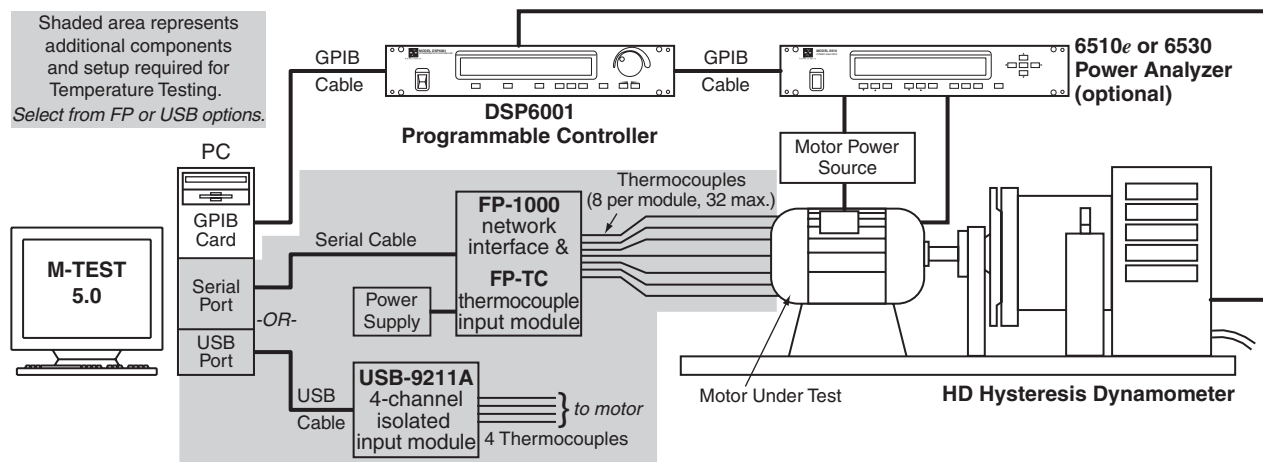 Shaded area represents
additional components
and setup required for
Temperature Testing.
Select from FP or USB options.
GPIB
Cable
DSP6001
Programmable Controller
GPIB
Cable
6510e or 6530
Power Analyzer
(optional)
Motor Power
Source
PC
GPIB
Card
Serial
Port
-OR-
USB
Port
M-TEST
5.0
Serial Cable
FP-1000
network
interface &
FP-TC
thermocouple
input module
Thermocouples
(8 per module, 32 max.)
Power
Supply
USB
Cable
USB-9211A
4-channel
isolated
input module
to motor
4 Thermocouples
Motor Under Test
HD Hysteresis Dynamometer